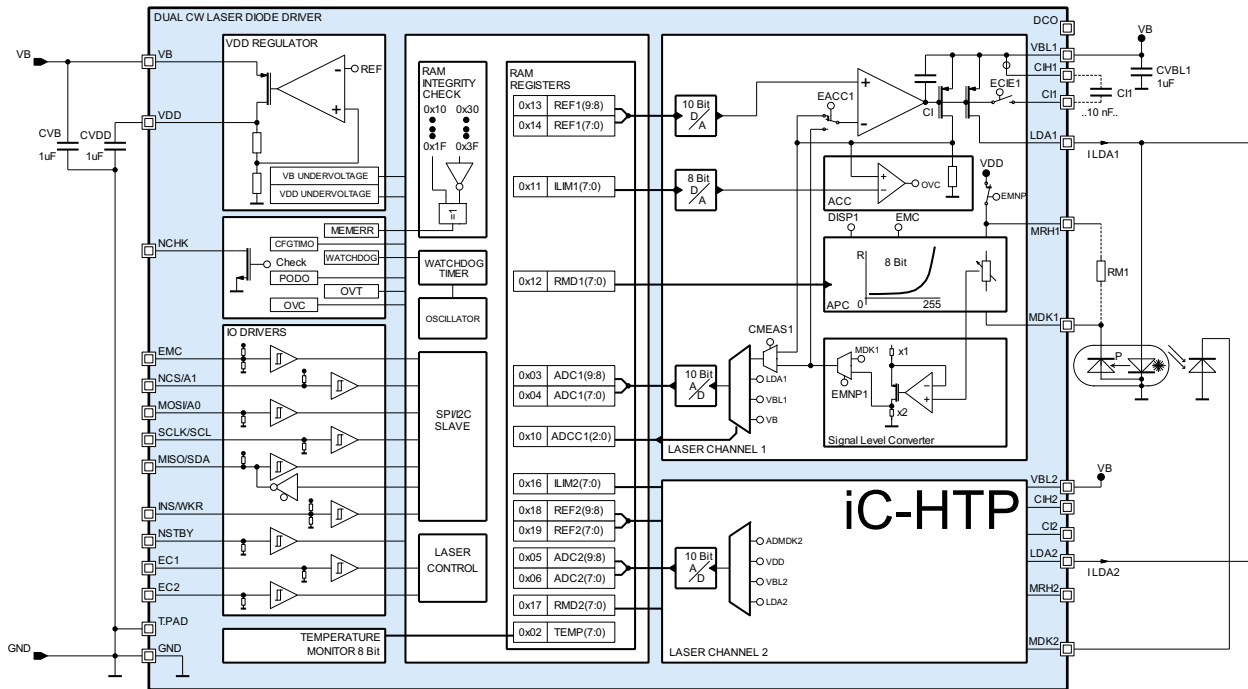 DUAL CW LASER DIODE DRIVER
DCO
VB
VB
VDD REGULATOR
REF
VDD
CVB
1uF
CVDD
1uF
VB UNDERVOLTAGE
VDD UNDERVOLTAGE
NCHK
MEMERR
CFGTIMO
Check
WATCHDOG
PODO
OVT
OVC
RAM
INTEGRITY
CHECK
0x10
0x30
0x1F
0x3F
=1
WATCHDOG
TIMER
OSCILLATOR
IO DRIVERS
EMC
NCS/A1
MOSI/A0
SCLK/SCL
MISO/SDA
INS/WKR
NSTBY
EC1
EC2
T.PAD
GND
GND
SPI/I2C
SLAVE
LASER
CONTROL
TEMPERATURE
MONITOR 8 Bit
RAM
REGISTERS
0x13 REF1(9:8)
0x14 REF1(7:0)
0x11 ILIM1(7:0)
0x12 RMD1(7:0)
0x03 ADC1(9:8)
0x04 ADC1(7:0)
0x10 ADCC1(2:0)
0x16 ILIM2(7:0)
0x18 REF2(9:8)
0x19 REF2(7:0)
0x05 ADC2(9:8)
0x06 ADC2(7:0)
0x17 RMD2(7:0)
0x02 TEMP(7:0)
10 Bit
D
A
8 Bit
D
A
EACC1
CI
ECIE1
OVC
ACC
VDD
EMNP
DISP1
EMC
R
8 Bit
0
255
APC
CMEAS1
10 Bit
A
D
LDA1
VBL1
VB
MDK1
EMNP1
x1
x2
Signal Level Converter
LASER CHANNEL 1
VBL1
CIH1
CI1
LDA1
MRH1
MDK1
VB
CVBL1
1uF
CI1
..10 nF..
ILDA1
RM1
P
iC-HTP
10 Bit
A
D
ADMDK2
VDD
VBL2
LDA2
LASER CHANNEL 2
VBL2
CIH2
CI2
LDA2
MRH2
MDK2
VB
ILDA2